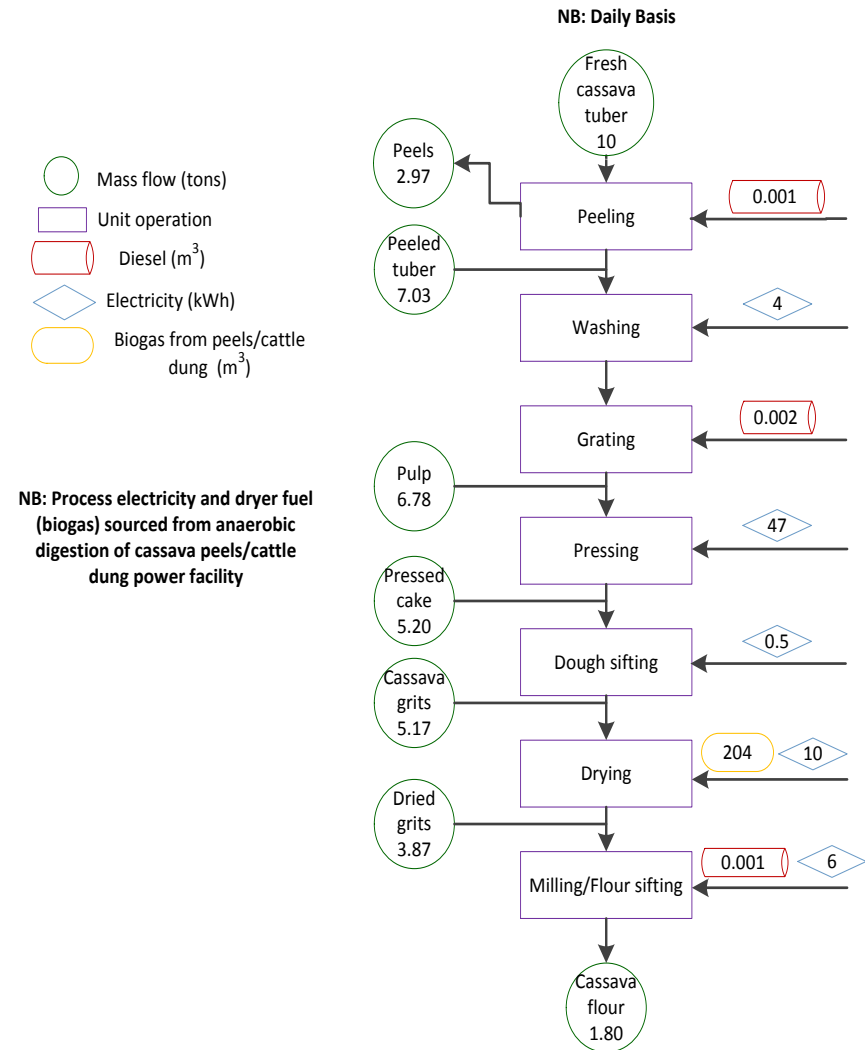 NB: Daily Basis
Fresh
cassava
tuber
10
Peels
2.97
Mass flow (tons)
Unit operation
Diesel (m³)
Electricity (kWh)
Biogas from peels/cattle
dung (m³)
Peeling
0.001
Peeled
tuber
7.03
Washing
4
Grating
0.002
Pulp
6.78
NB: Process electricity and dryer fuel
(biogas) sourced from anaerobic
digestion of cassava peels/cattle
dung power facility
Pressing
47
Pressed
cake
5.20
Dough sifting
0.5
Cassava
grits
5.17
Drying
204
10
Dried
grits
3.87
Milling/Flour sifting
0.001
6
Cassava
flour
1.80